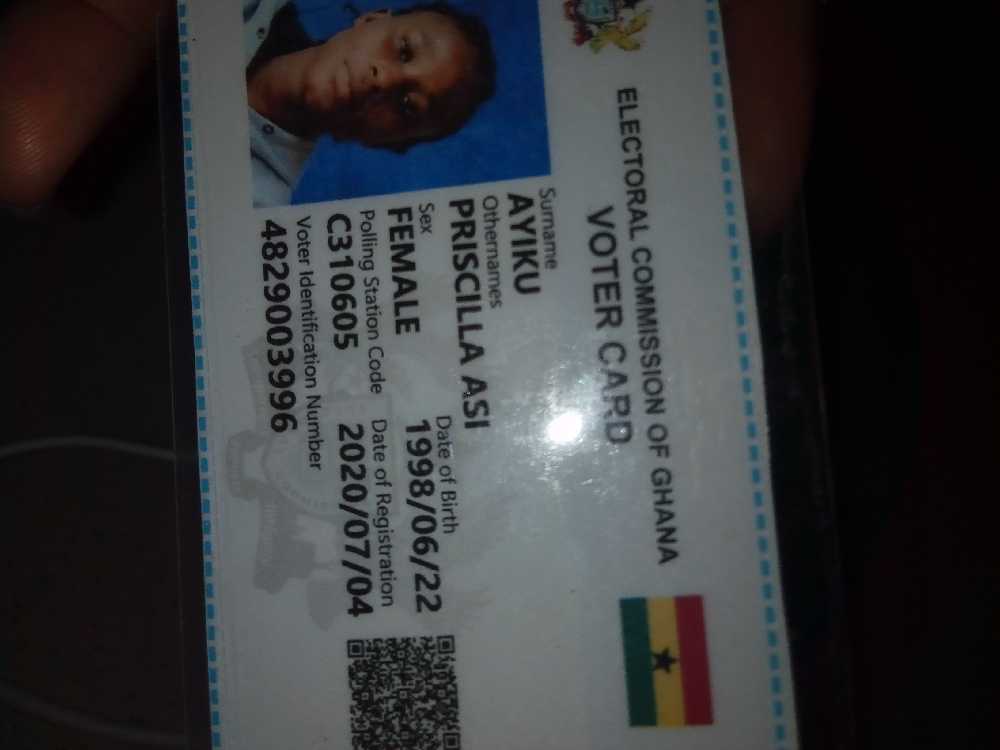 ELECTORAL COMMISSION OF GHANA
VOTER CARD
Surname
AYIKU
Othernames
PRISCILLA ASI
Sex Date of Birth
FEMALE 1998/06/22
Polling Station Code Date of Registration
C310605 2020/07/04
Voter Identification Number
4829003996